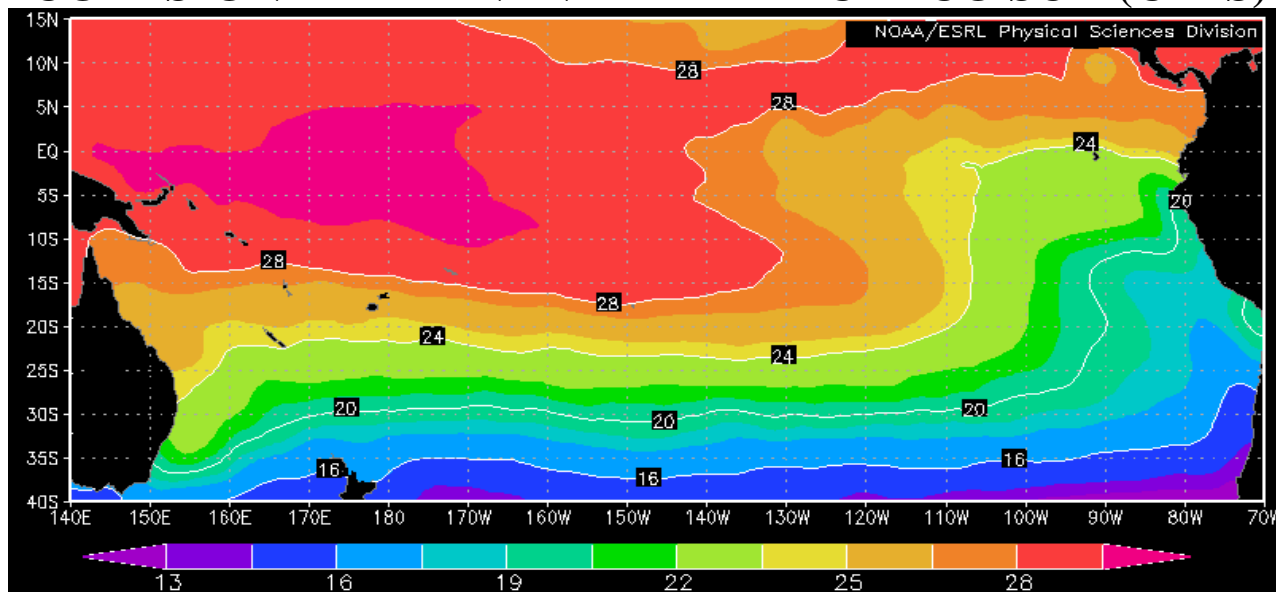 NOAA/ESRL Physical Sciences Division
15N
10N
28
5N
28
EQ
24
5S
20
10S
28
15S
28
20S
24
24
25S
30S
20
20
20
35S
16
16
16
40S
140E 150E 160E 170E 180 170W 160W 150W 140W 130W 120W 110W 100W 90W 80W 70W
13 16 19 22 25 28